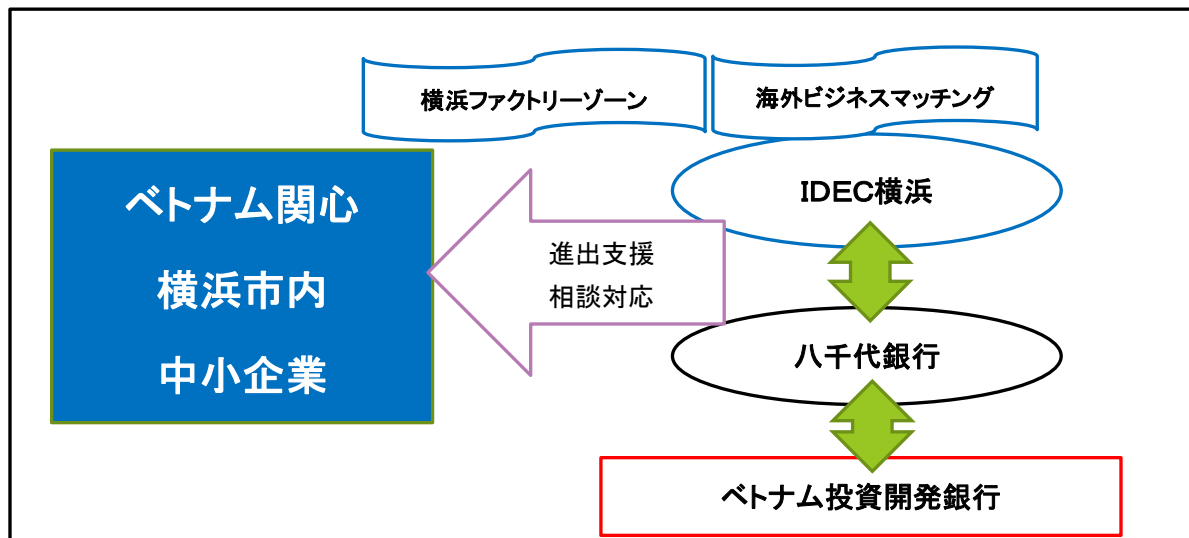 横浜ファクトリーゾーン
海外ビジネスマッチング
ベトナム関心
横浜市内
中小企業
進出支援
相談対応
IDEC横浜
八千代銀行
ベトナム投資開発銀行